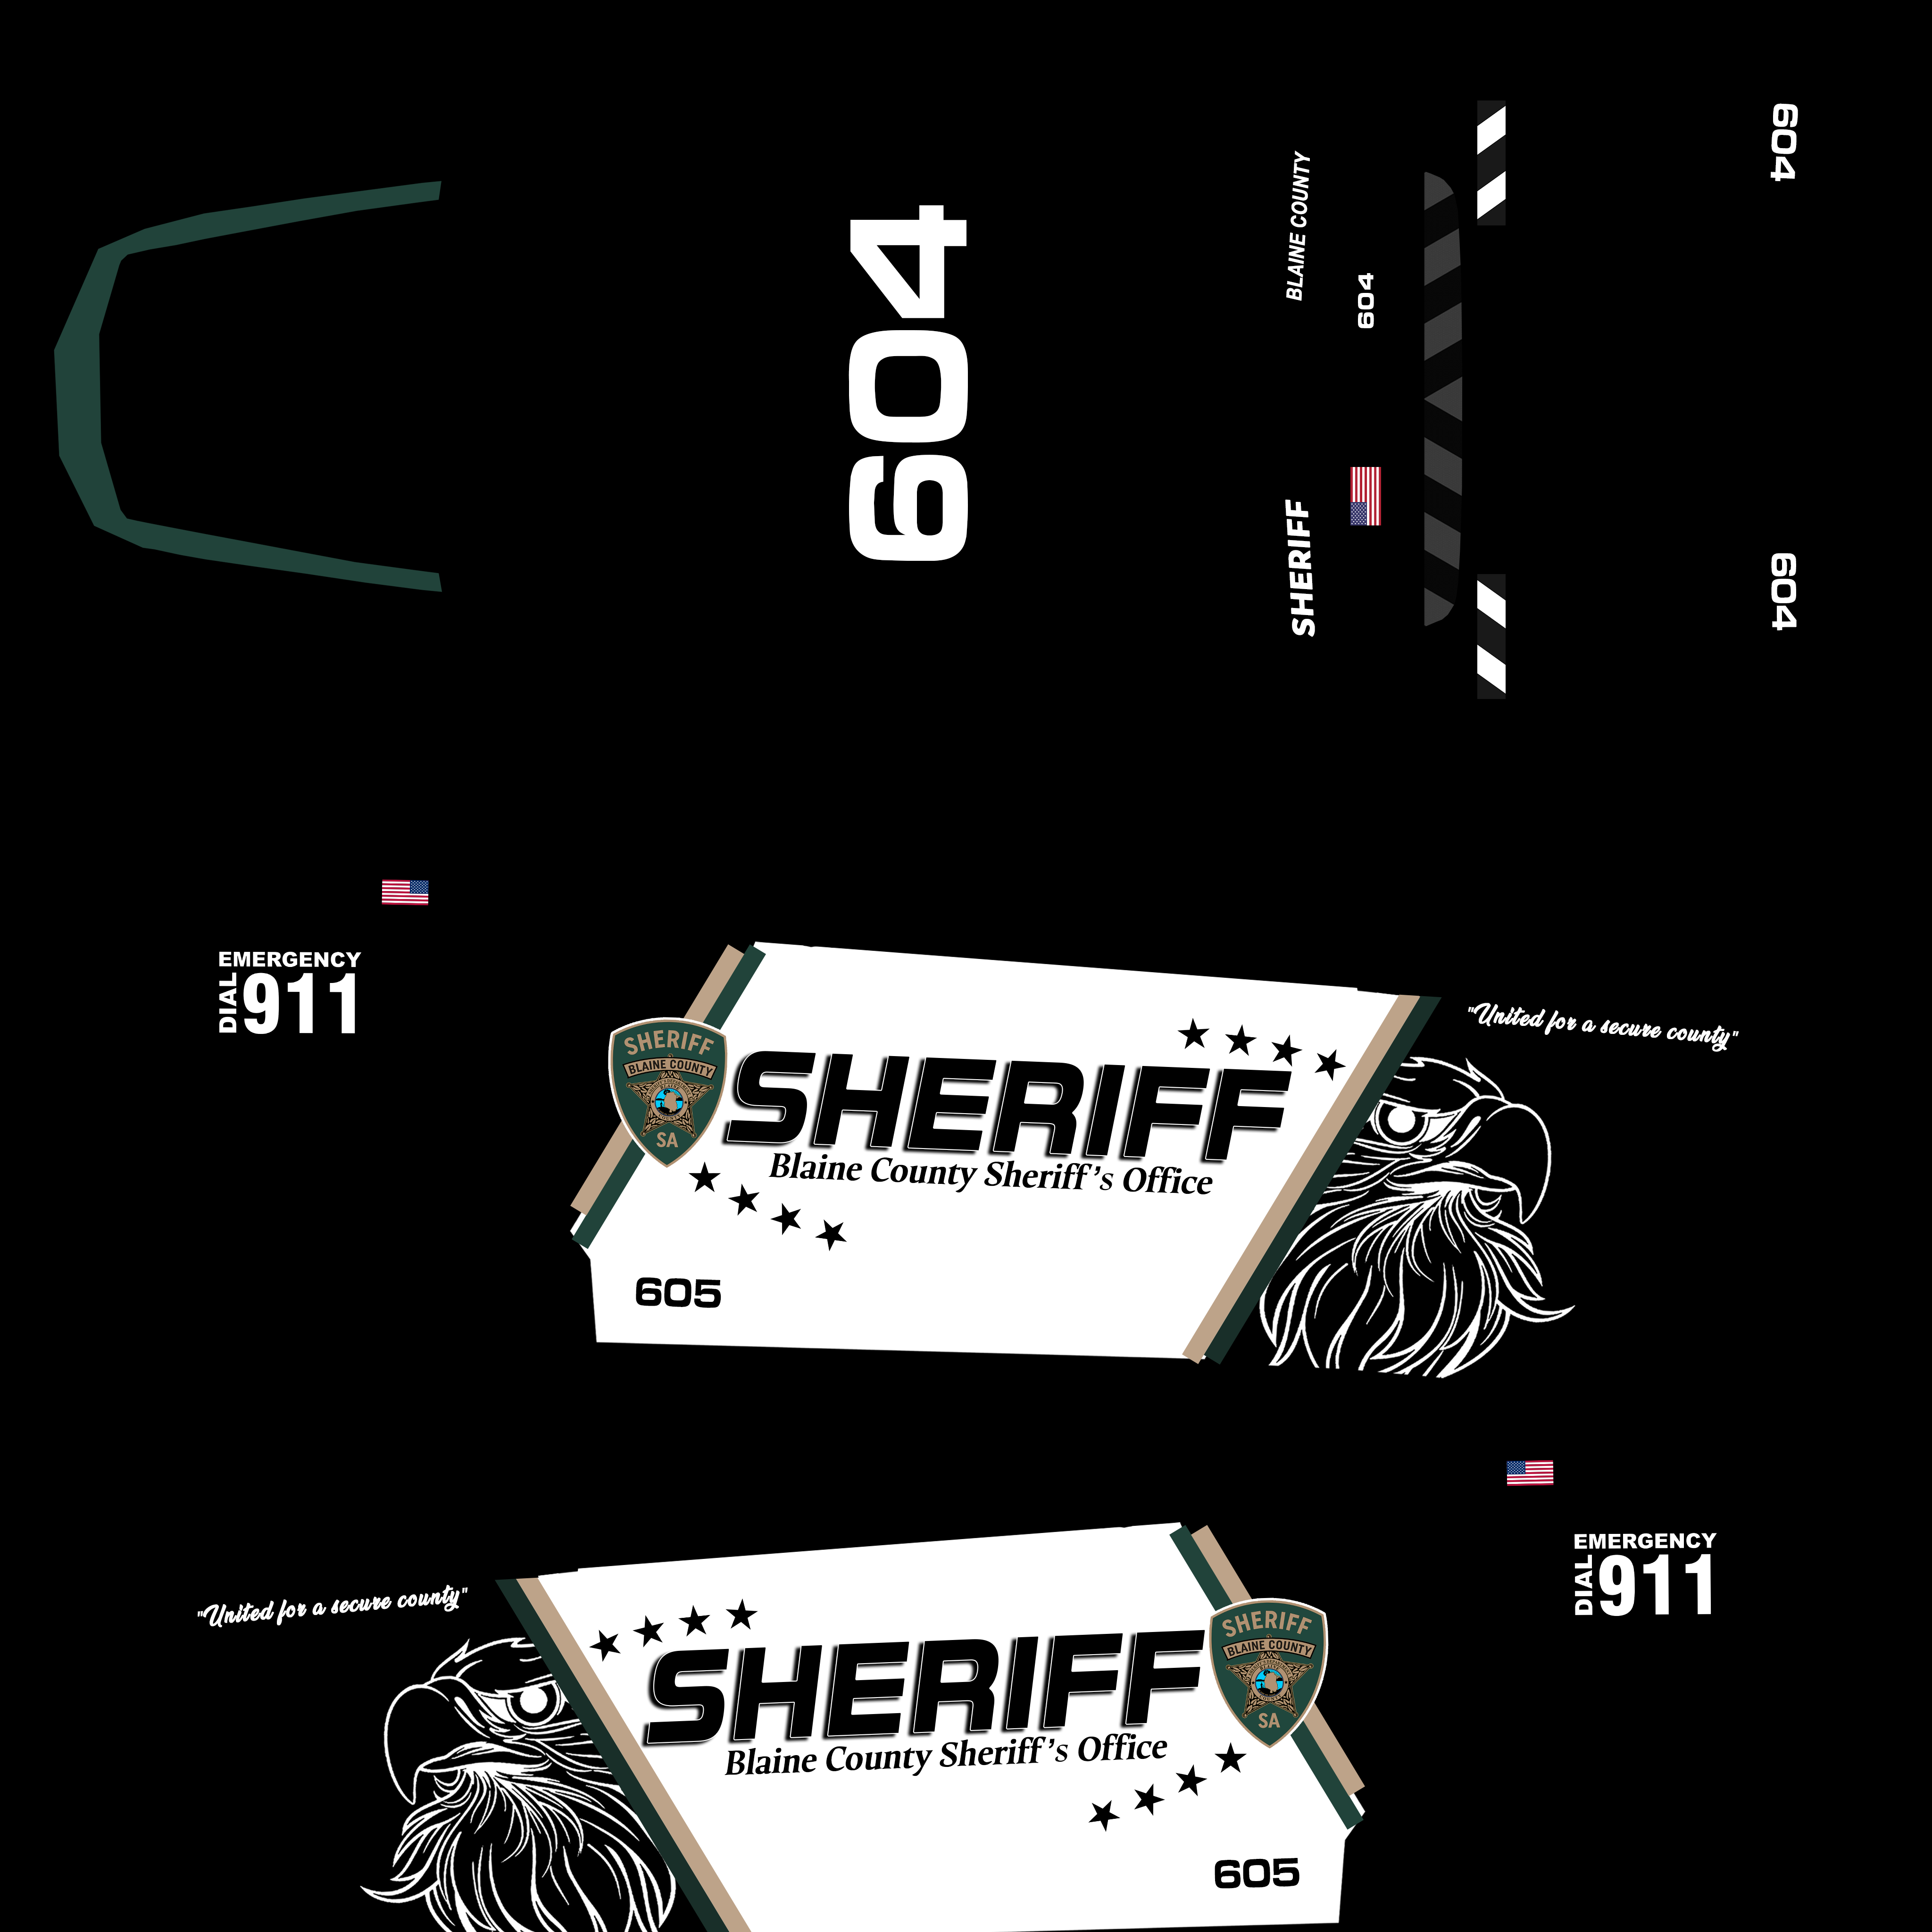 604
BLAINE COUNTY
604
SHERIFF
604
604
EMERGENCY
DIAL 911
"United for a secure county"
SHERIFF
BLAINE COUNTY
SA
SHERIFF
Blaine County Sheriff's Office
605
EMERGENCY
DIAL 911
"United for a secure county"
SHERIFF
Blaine County Sheriff's Office
SHERIFF
BLAINE COUNTY
SA
605